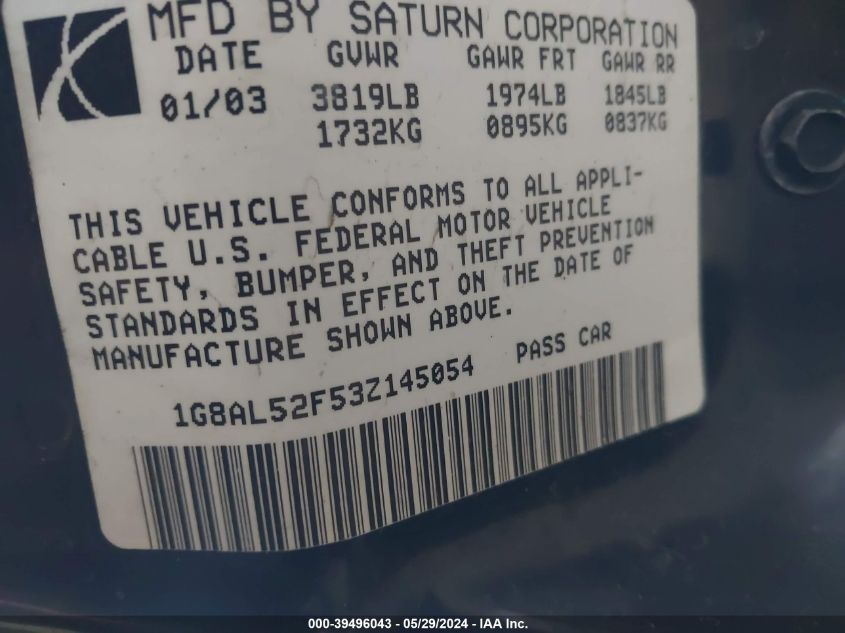 MFD BY SATURN CORPORATION
DATE GVWR GAWR FRT GAWR RR
01/03 3819LB 1974LB 1845LB
1732KG 0895KG 0837KG
THIS VEHICLE CONFORMS TO ALL APPLI-
CABLE U.S. FEDERAL MOTOR VEHICLE
SAFETY, BUMPER, AND THEFT PREVENTION
STANDARDS IN EFFECT ON THE DATE OF
MANUFACTURE SHOWN ABOVE.
1G8AL52F53Z145054 PASS CAR
000-39496043 / 05/29/2024 - IAA Inc.